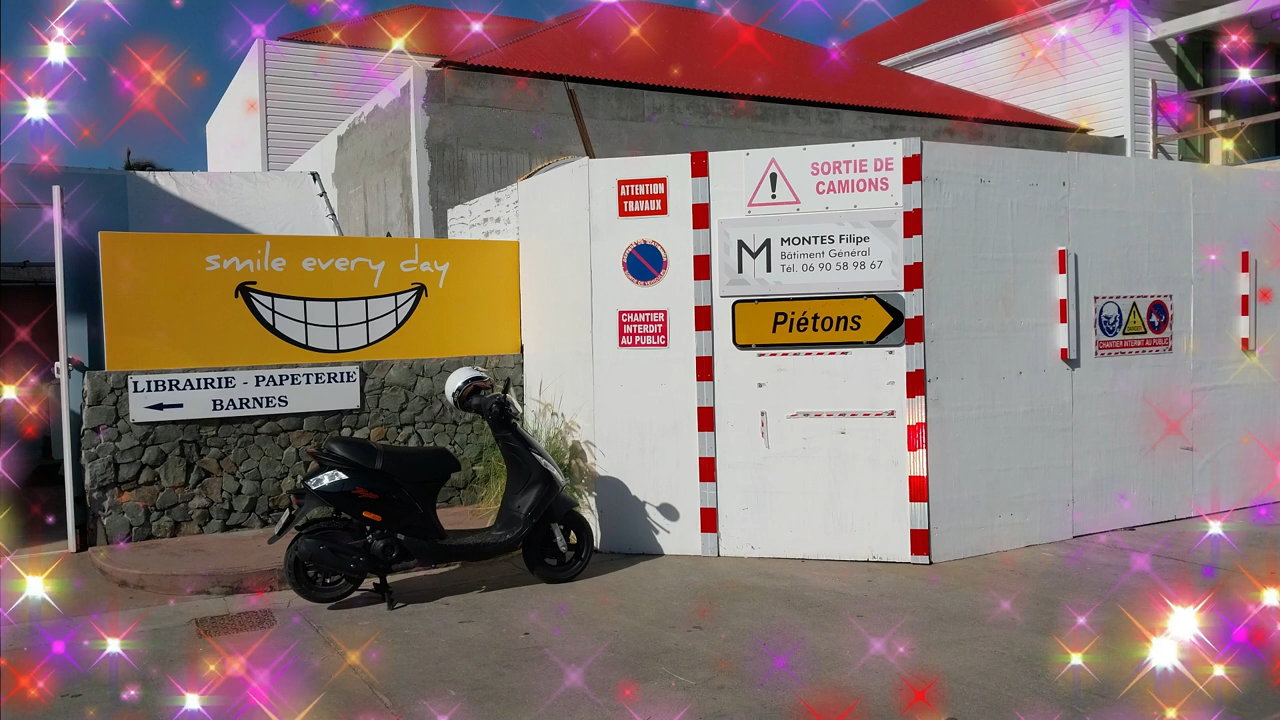 smile every day
LIBRAIRIE - PAPETERIE
BARNES
ATTENTION
TRAVAUX
CHANTIER
INTERDIT
AU PUBLIC
SORTIE DE
CAMIONS
M MONTES Filipe
Bâtiment Général
Tél. 06 90 58 98 67
Piétons
DANGER
CHANTIER INTERDIT AU PUBLIC